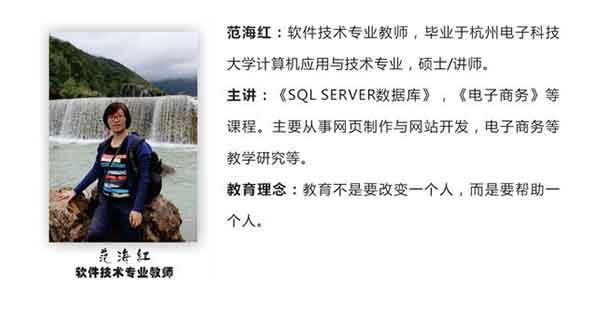 范海红：软件技术专业教师，毕业于杭州电子科技
大学计算机应用与技术专业，硕士/讲师。
主讲：《SQL SERVER数据库》，《电子商务》等
课程。主要从事网页制作与网站开发，电子商务等
教学研究等。
教育理念：教育不是要改变一个人，而是要帮助一
个人。
范海红
软件技术专业教师